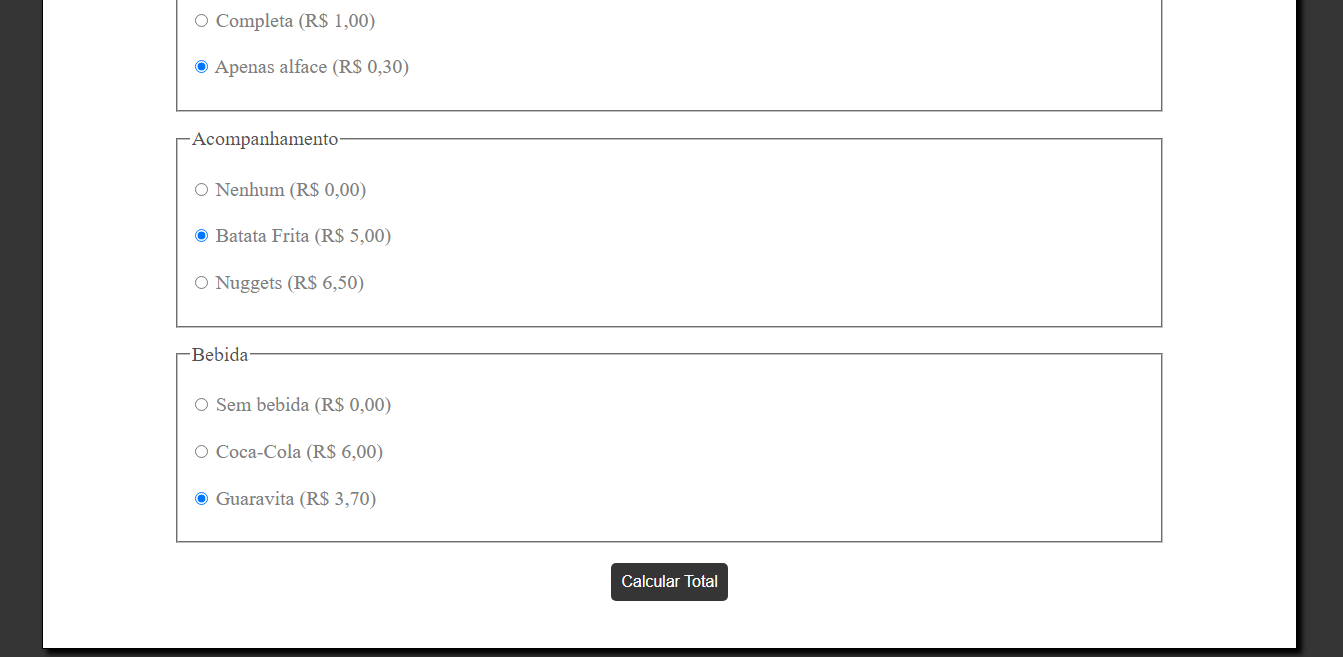 Completa (R$ 1,00)
Apenas alface (R$ 0,30)
Acompanhamento
Nenhum (R$ 0,00)
Batata Frita (R$ 5,00)
Nuggets (R$ 6,50)
Bebida
Sem bebida (R$ 0,00)
Coca-Cola (R$ 6,00)
Guaravita (R$ 3,70)
Calcular Total